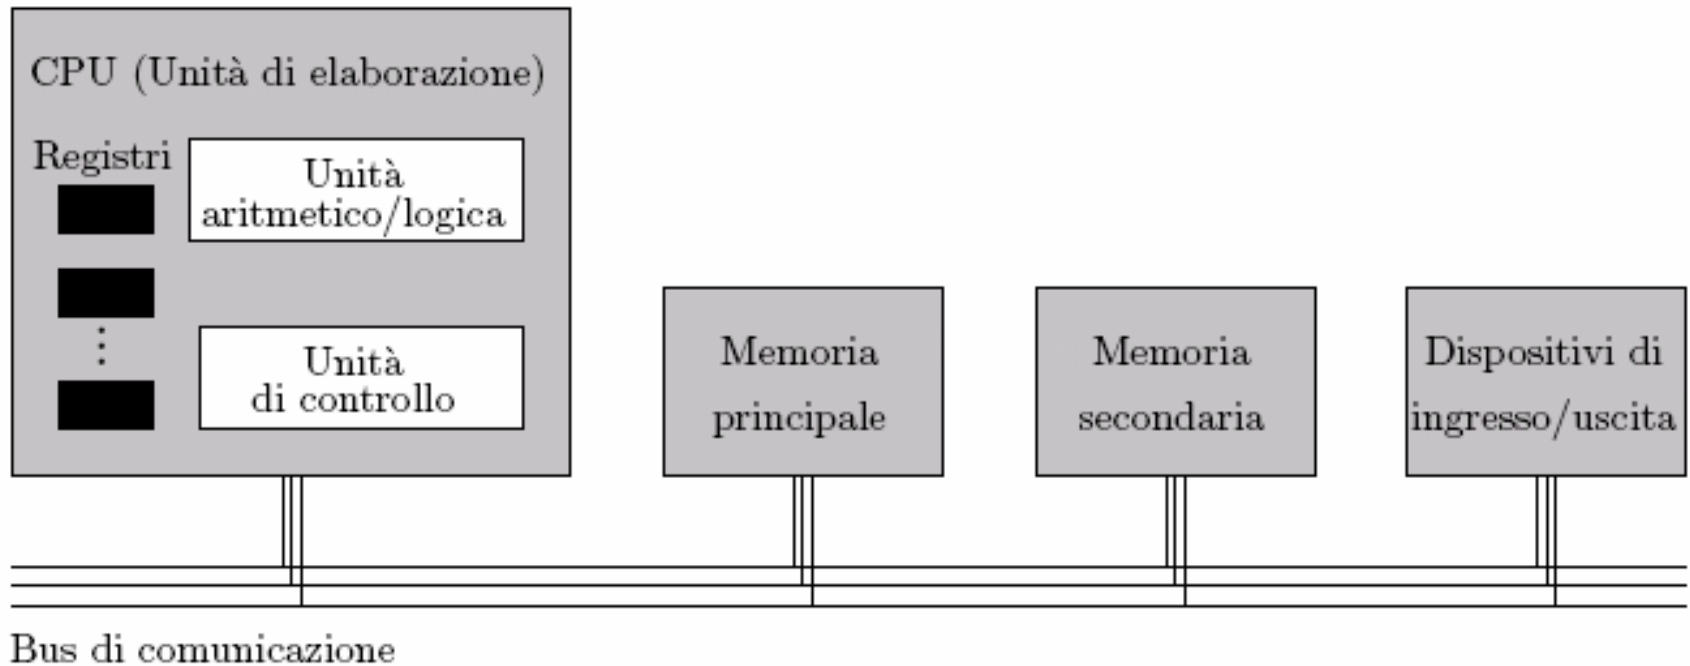 CPU (Unità di elaborazione)
Registri
Unità
aritmetico/logica
Unità
di controllo
Memoria
principale
Memoria
secondaria
Dispositivi di
ingresso/uscita
Bus di comunicazione